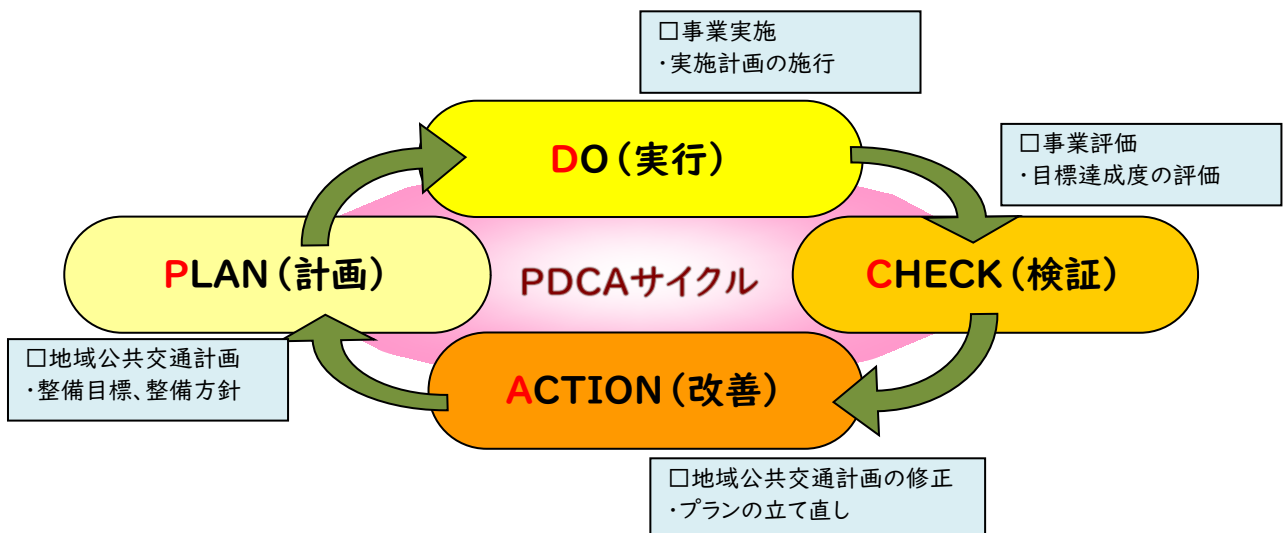 □事業実施
・実施計画の施行
DO(実行)
□事業評価
・目標達成度の評価
PLAN(計画)
PDCAサイクル
CHECK(検証)
□地域公共交通計画
・整備目標、整備方針
ACTION(改善)
□地域公共交通計画の修正
・プランの立て直し